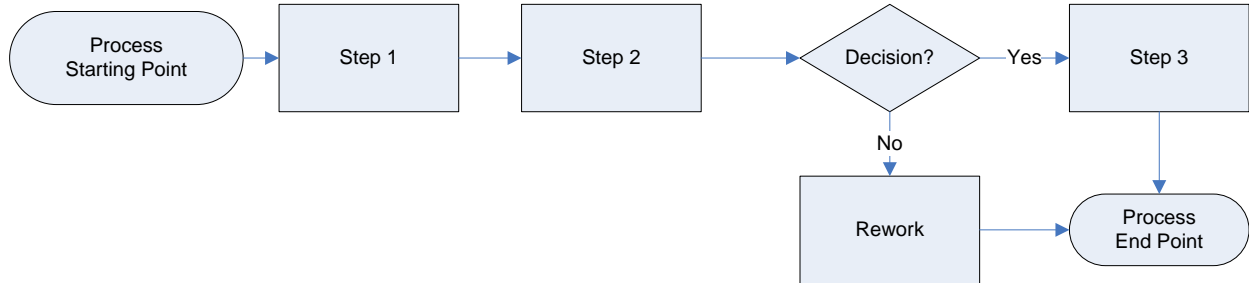 Process
Starting Point
Step 1
Step 2
Decision?
Yes
Step 3
No
Rework
Process
End Point